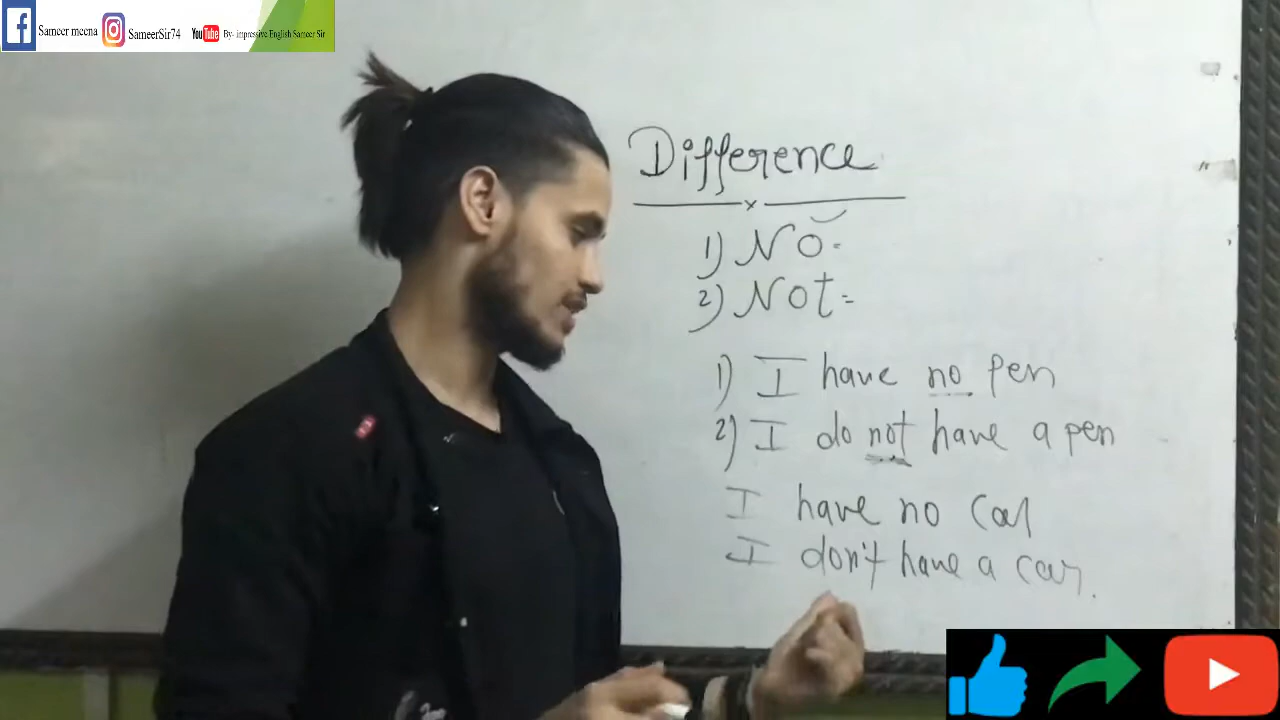 Sameer meena SameerSir74 YouTube By- impressive English Sameer Sir
Difference
1) No =
2) Not =
1) I have no pen
2) I do not have a pen
I have no car
I don't have a car.